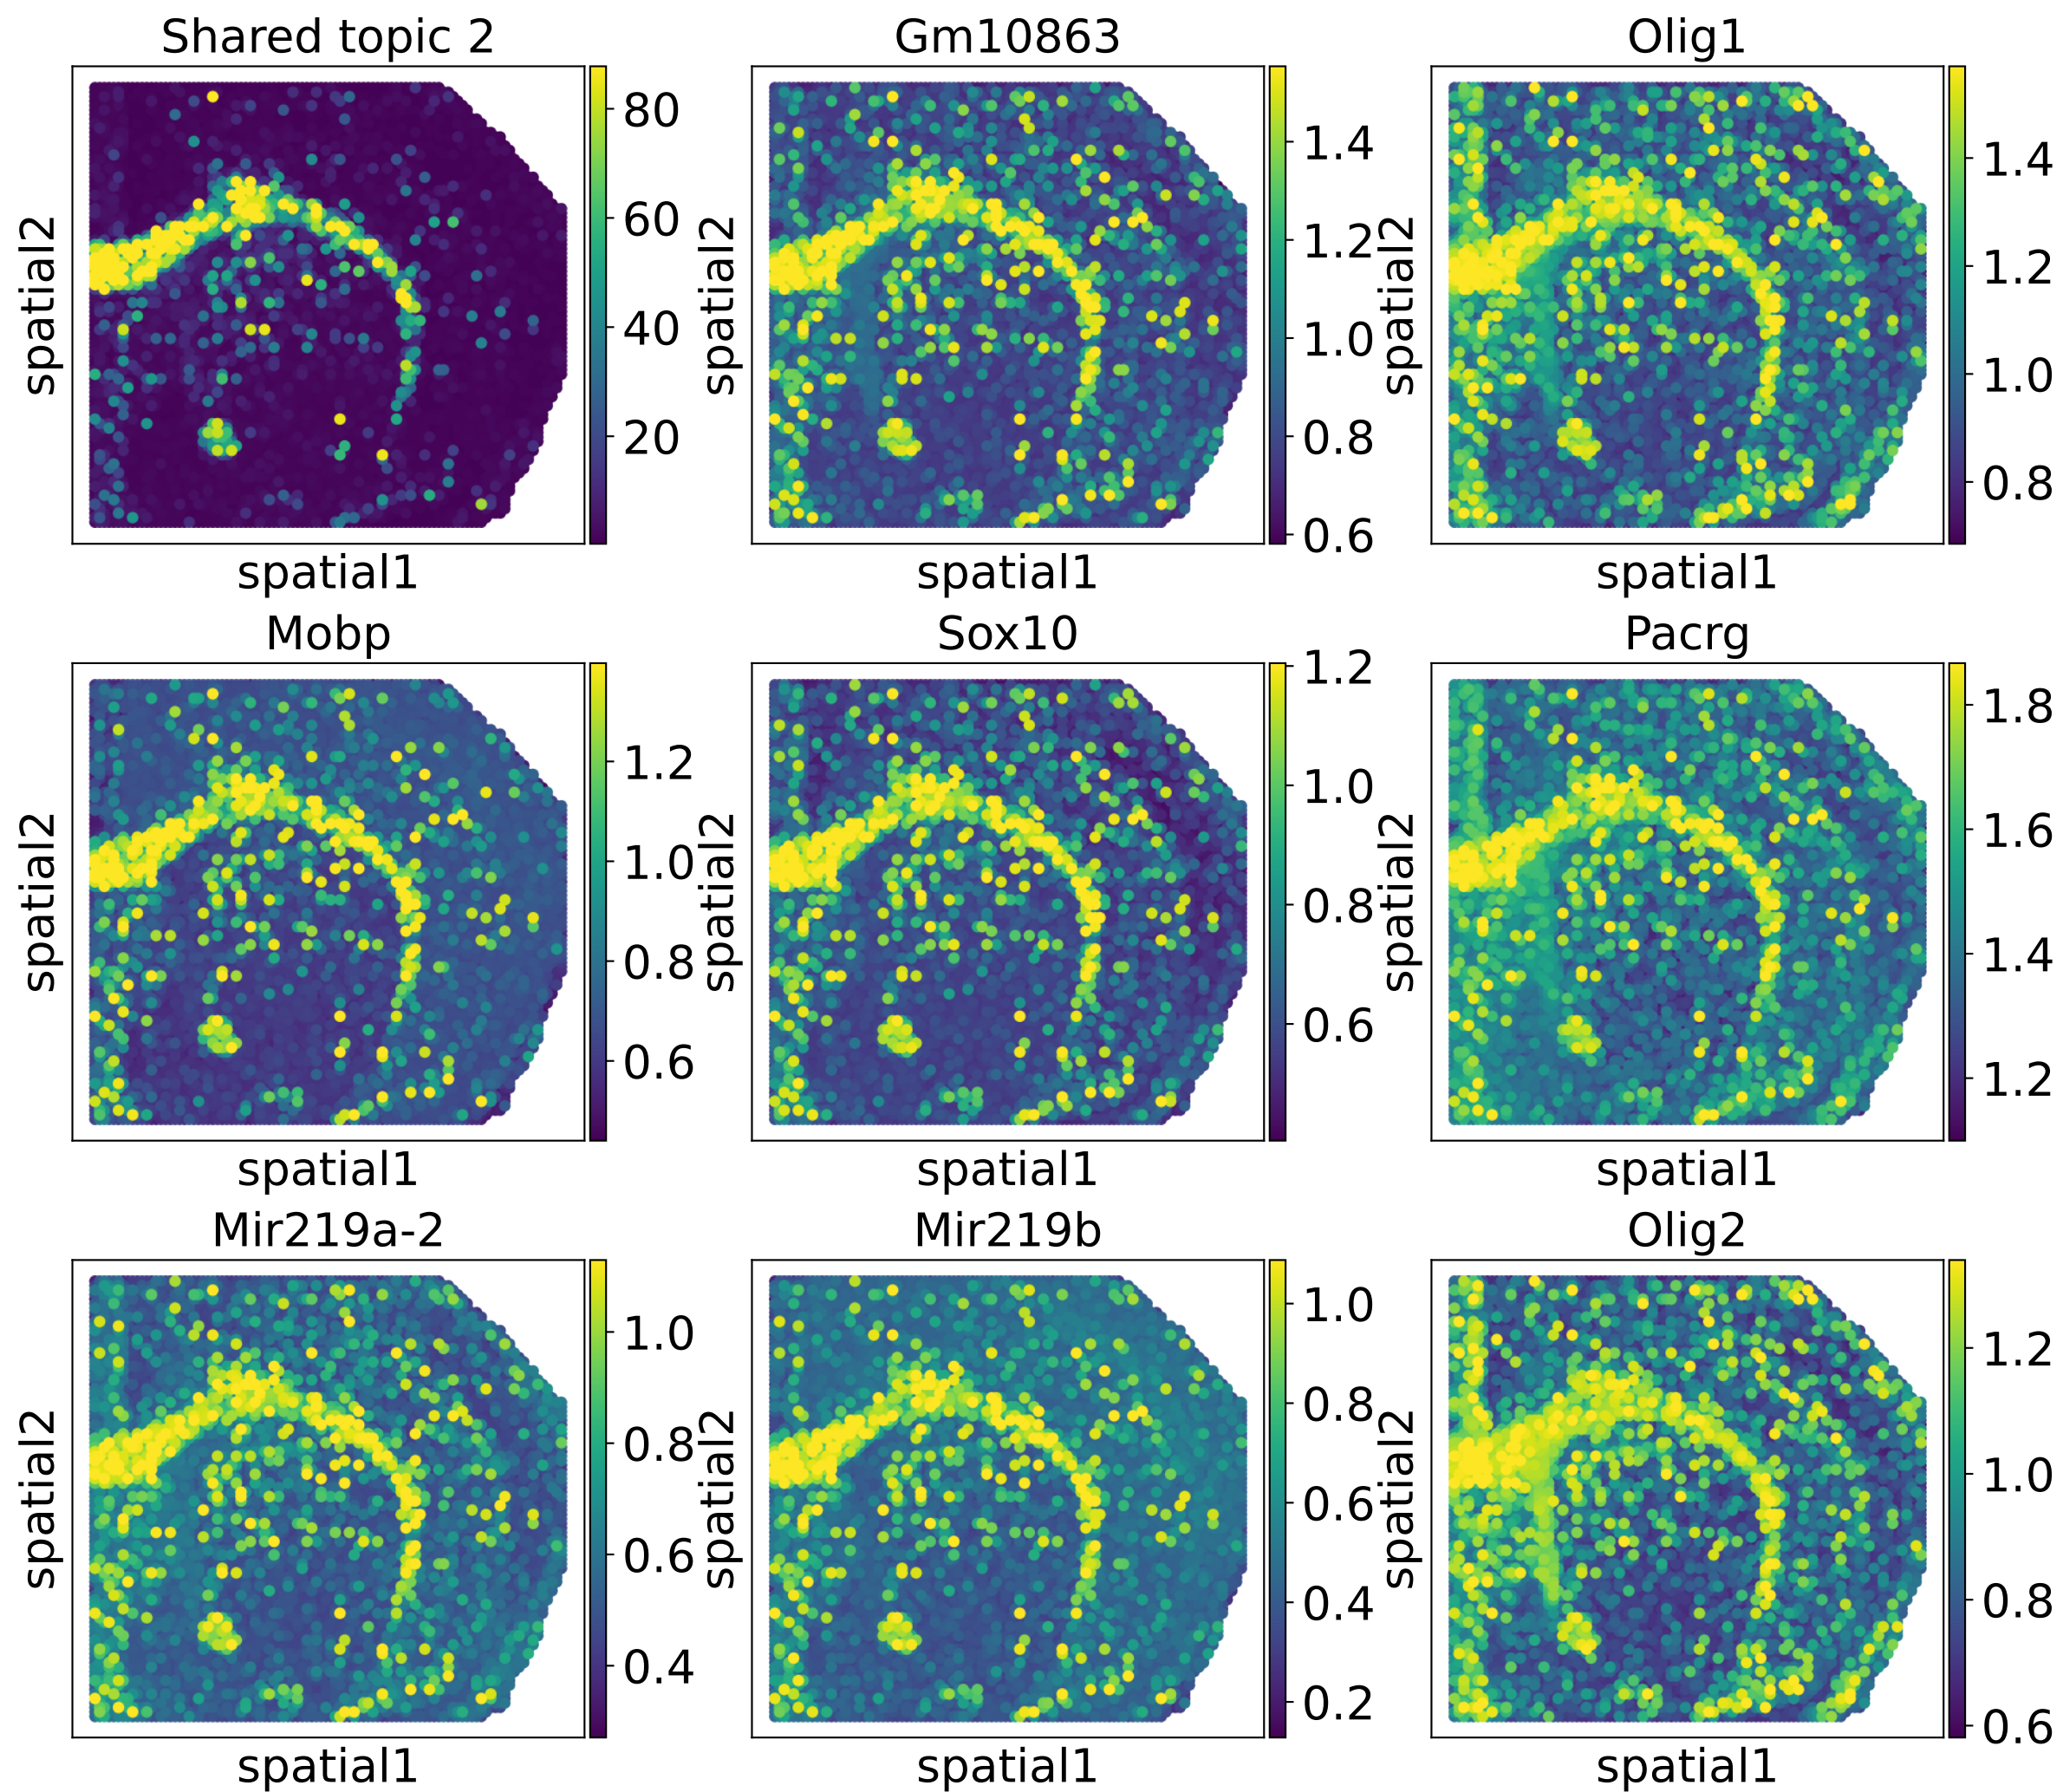 Shared topic 2
Gm10863
Olig1
80
60
40
20
1.4
1.2
1.0
0.8
0.6
1.4
1.2
1.0
0.8
spatial2
spatial2
spatial2
spatial1
spatial1
spatial1
Mobp
Sox10
Pacrg
1.2
1.0
0.8
0.6
1.2
1.0
0.8
0.6
1.8
1.6
1.4
1.2
spatial2
spatial2
spatial2
spatial1
spatial1
spatial1
Mir219a-2
Mir219b
Olig2
1.0
0.8
0.6
0.4
1.0
0.8
0.6
0.4
0.2
1.2
1.0
0.8
0.6
spatial2
spatial2
spatial2
spatial1
spatial1
spatial1